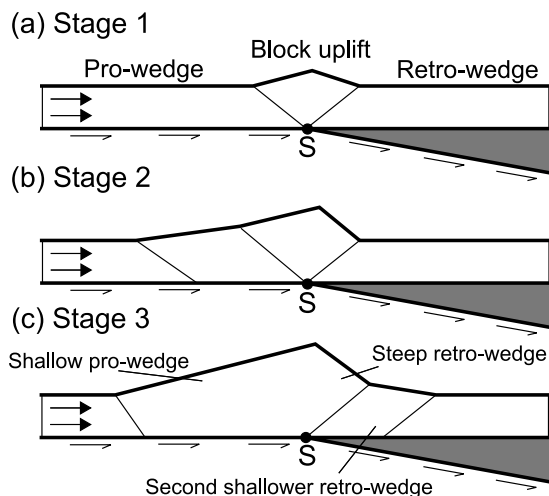 (a) Stage 1
Block uplift
Pro-wedge
Retro-wedge
S
(b) Stage 2
S
(c) Stage 3
Shallow pro-wedge
Steep retro-wedge
S
Second shallower retro-wedge